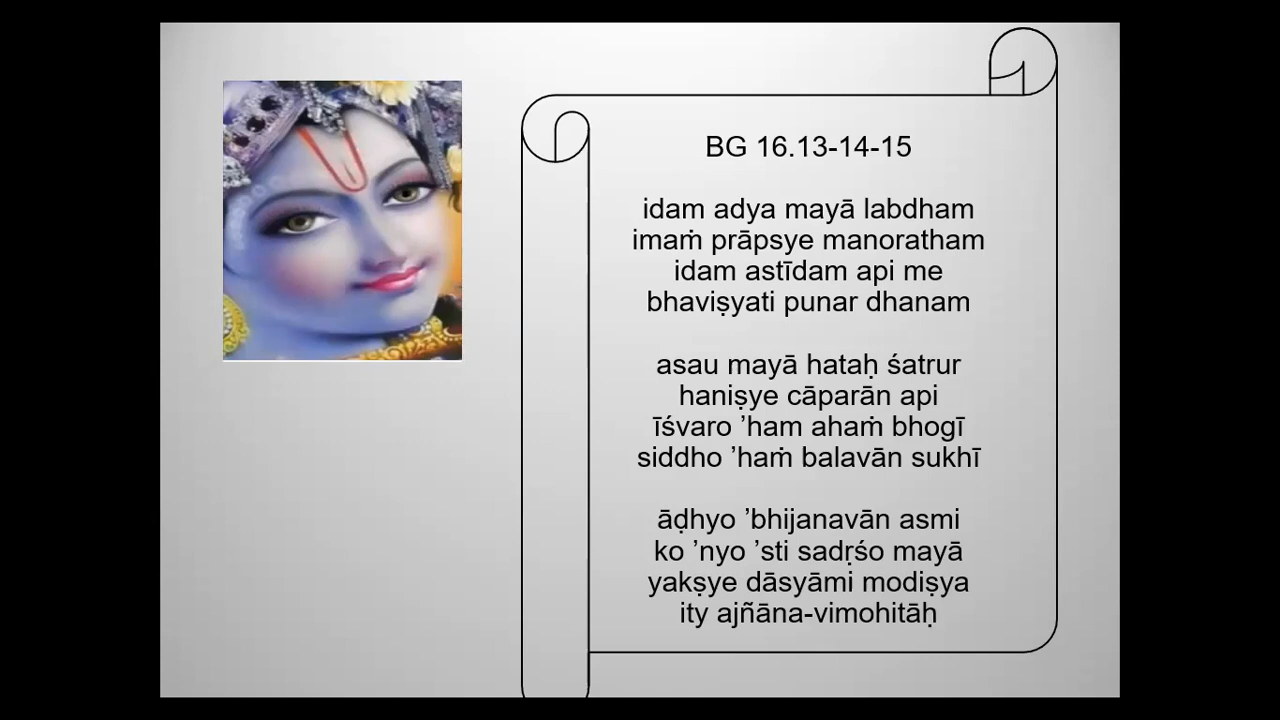 BG 16.13-14-15
idam adya mayā labdham
imaṁ prāpsye manoratham
idam astīdam api me
bhaviṣyati punar dhanam
asau mayā hataḥ śatrur
haniṣye cāparān api
īśvaro ’ham ahaṁ bhogī
siddho ’haṁ balavān sukhī
āḍhyo ’bhijanavān asmi
ko ’nyo ’sti sadṛśo mayā
yakṣye dāsyāmi modiṣya
ity ajñāna-vimohitāḥ